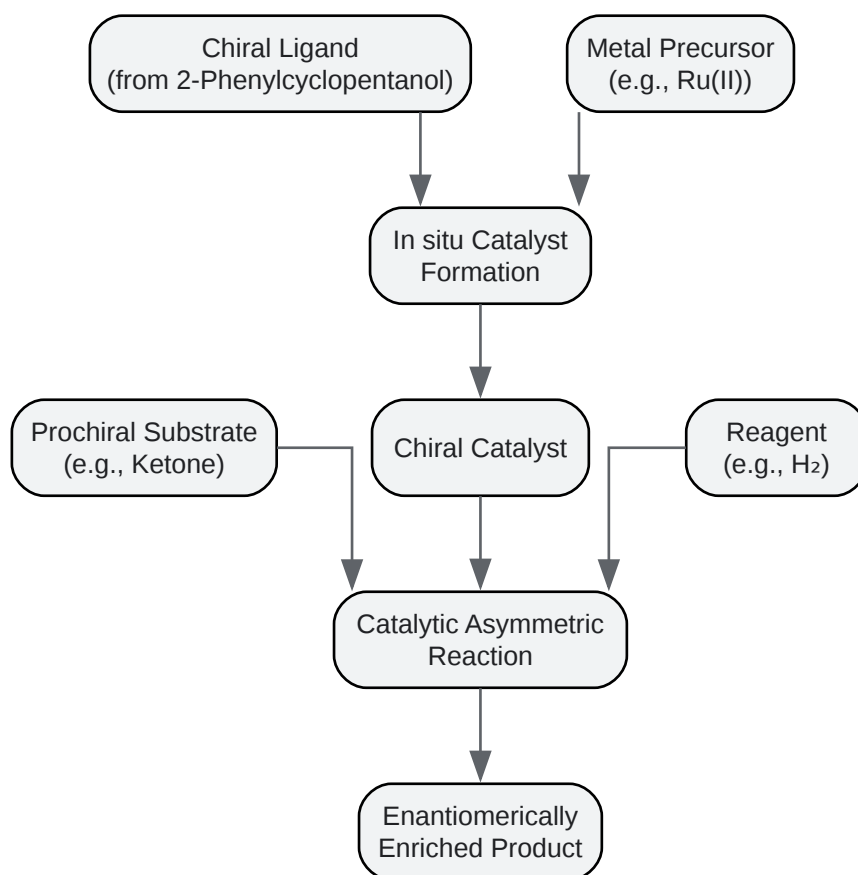 Chiral Ligand
(from 2-Phenylcyclopentanol)
Metal Precursor
(e.g., Ru(II))
In situ Catalyst
Formation
Prochiral Substrate
(e.g., Ketone)
Chiral Catalyst
Reagent
(e.g., H₂)
Catalytic Asymmetric
Reaction
Enantiomerically
Enriched Product